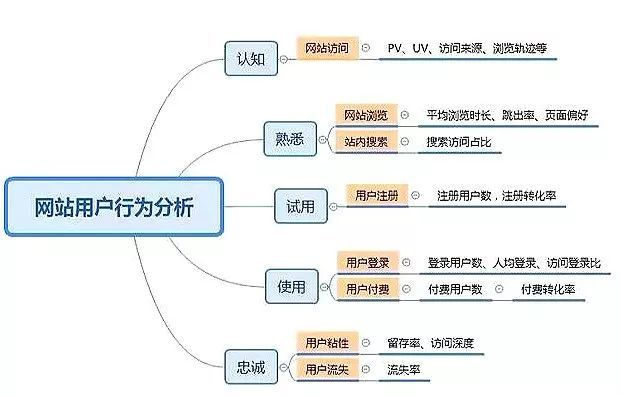 网站用户行为分析
认知
网站访问
PV、UV、访问来源、浏览轨迹等
熟悉
网站浏览
平均浏览时长、跳出率、页面偏好
站内搜索
搜索访问占比
试用
用户注册
注册用户数，注册转化率
使用
用户登录
登录用户数、人均登录、访问登录比
用户付费
付费用户数
付费转化率
忠诚
用户粘性
留存率、访问深度
用户流失
流失率